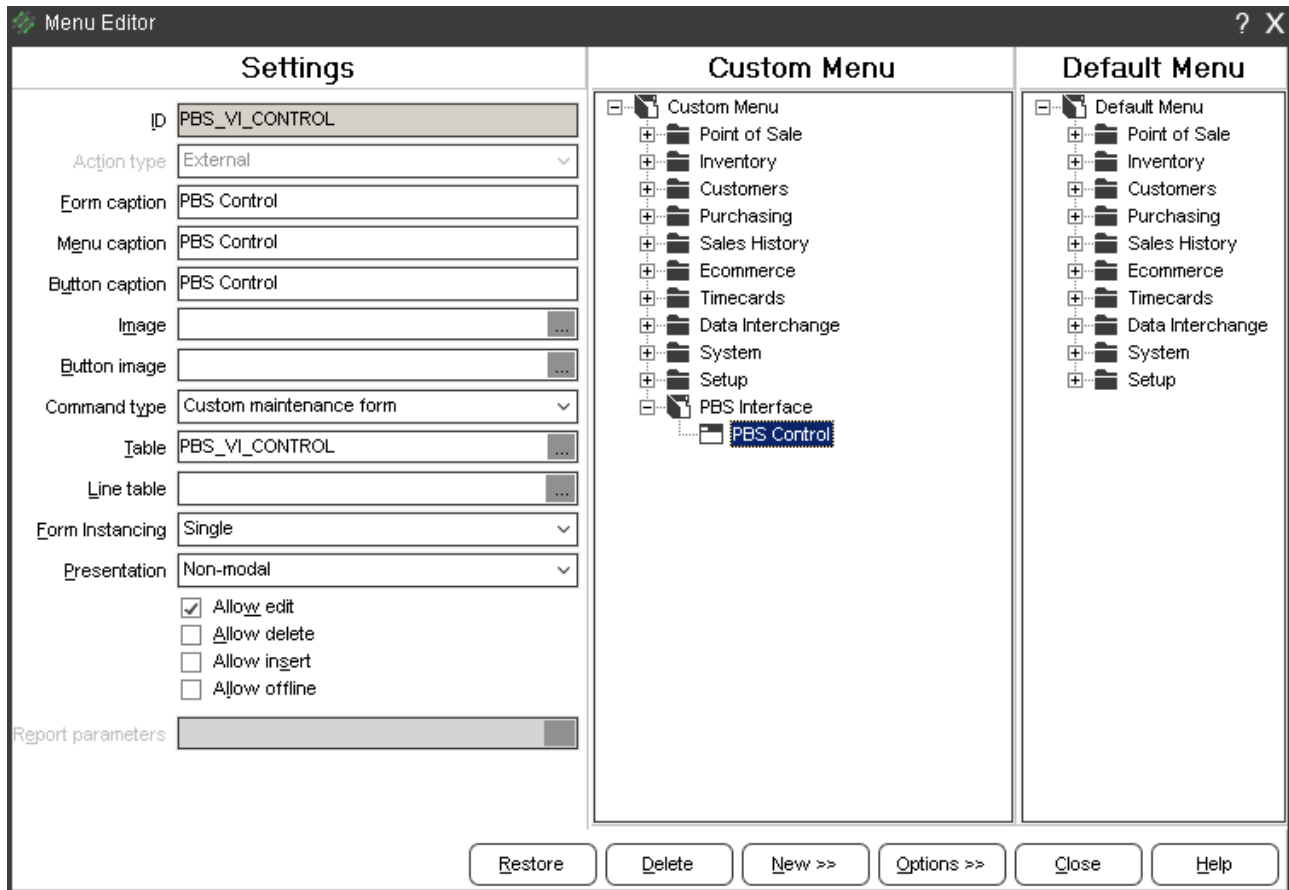 Menu Editor
? X
Settings
ID PBS_VI_CONTROL
Action type External
Form caption PBS Control
Menu caption PBS Control
Button caption PBS Control
Image ...
Button image ...
Command type Custom maintenance form
Table PBS_VI_CONTROL ...
Line table ...
Form Instancing Single
Presentation Non-modal
Allow edit
Allow delete
Allow insert
Allow offline
Report parameters
Custom Menu
Custom Menu
Point of Sale
Inventory
Customers
Purchasing
Sales History
Ecommerce
Timecards
Data Interchange
System
Setup
PBS Interface
PBS Control
Default Menu
Default Menu
Point of Sale
Inventory
Customers
Purchasing
Sales History
Ecommerce
Timecards
Data Interchange
System
Setup
Restore Delete New >> Options >> Close Help